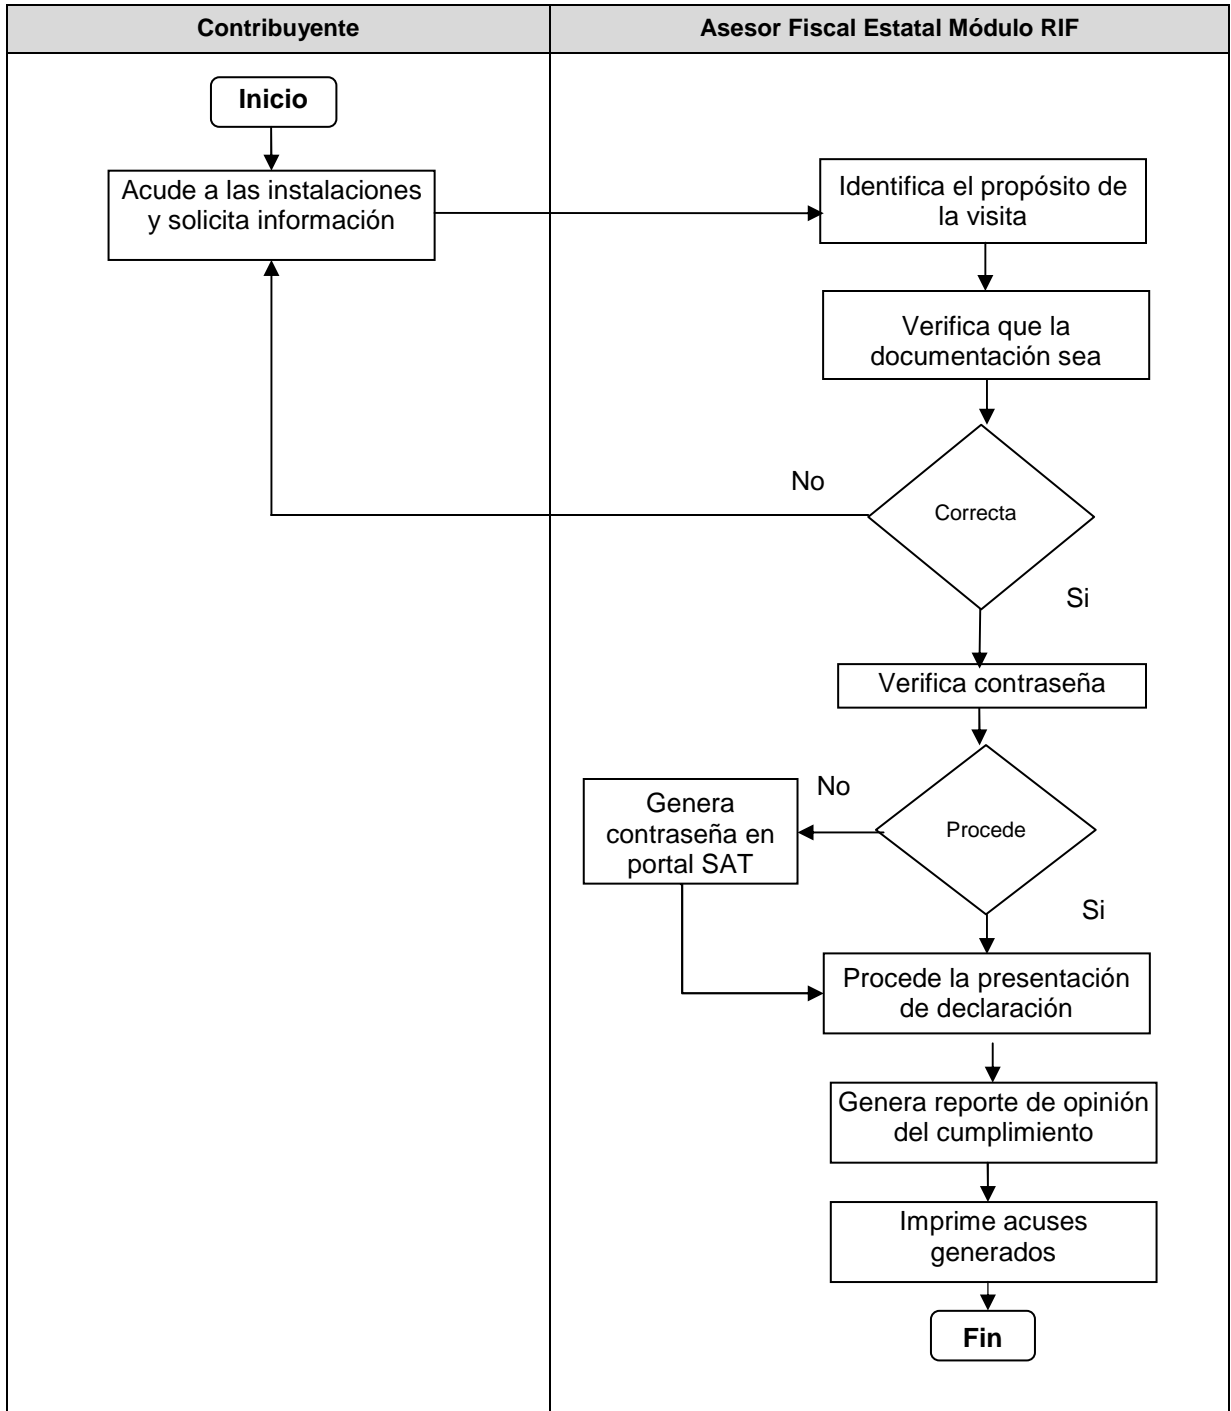 Contribuyente
Asesor Fiscal Estatal Módulo RIF
Inicio
Acude a las instalaciones
y solicita información
Identifica el propósito de
la visita
Verifica que la
documentación sea
No
Correcta
Si
Verifica contraseña
No
Genera
contraseña en
portal SAT
Procede
Si
Procede la presentación
de declaración
Genera reporte de opinión
del cumplimiento
Imprime acuses
generados
Fin